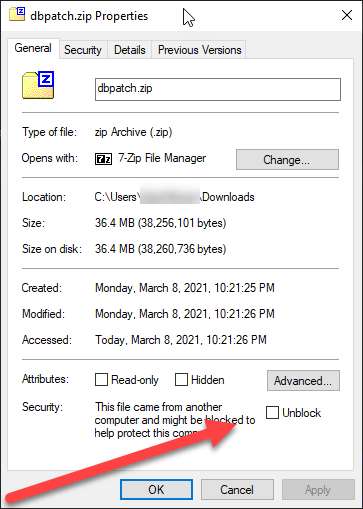 dbpatch.zip Properties
General Security Details Previous Versions
dbpatch.zip
Type of file: zip Archive (.zip)
Opens with: 7z 7-Zip File Manager Change...
Location: C:\Users\ \Downloads
Size: 36.4 MB (38,256,101 bytes)
Size on disk: 36.4 MB (38,260,736 bytes)
Created: Monday, March 8, 2021, 10:21:25 PM
Modified: Monday, March 8, 2021, 10:21:26 PM
Accessed: Today, March 8, 2021, 10:21:26 PM
Attributes: Read-only Hidden Advanced...
Security: This file came from another
computer and might be blocked to
help protect this Unblock
OK Cancel Apply